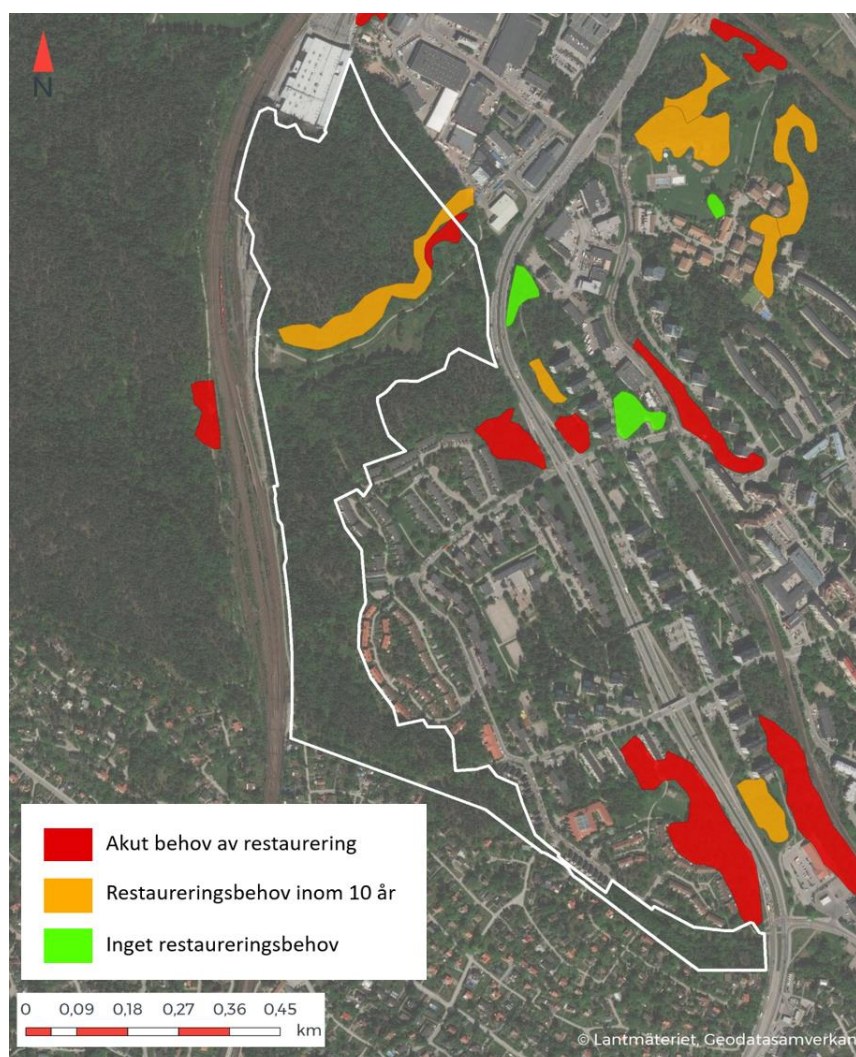 N
Akut behov av restaurering
Restaureringsbehov inom 10 år
Inget restaureringsbehov
0 0,09 0,18 0,27 0,36 0,45
km
© Lantmäteriet, Geodatasamverkan